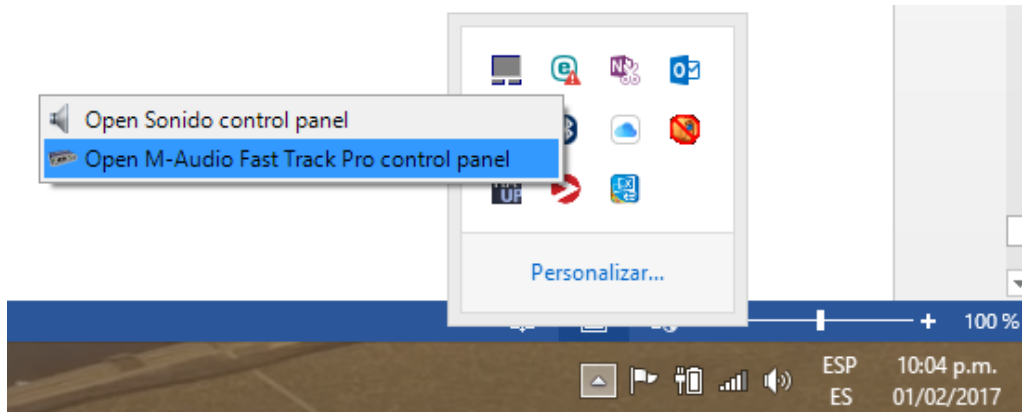 Open Sonido control panel
Open M-Audio Fast Track Pro control panel
Personalizar...
100 %
ESP
ES
10:04 p.m.
01/02/2017